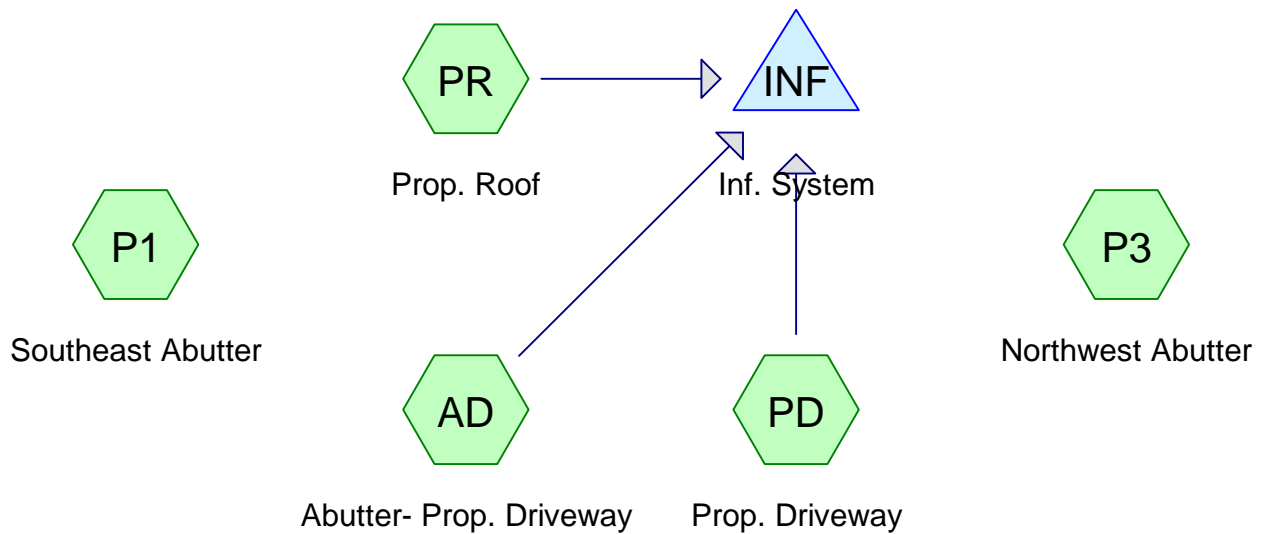 PR
INF
Prop. Roof
Inf. System
P1
P3
Southeast Abutter
Northwest Abutter
AD
PD
Abutter- Prop. Driveway
Prop. Driveway